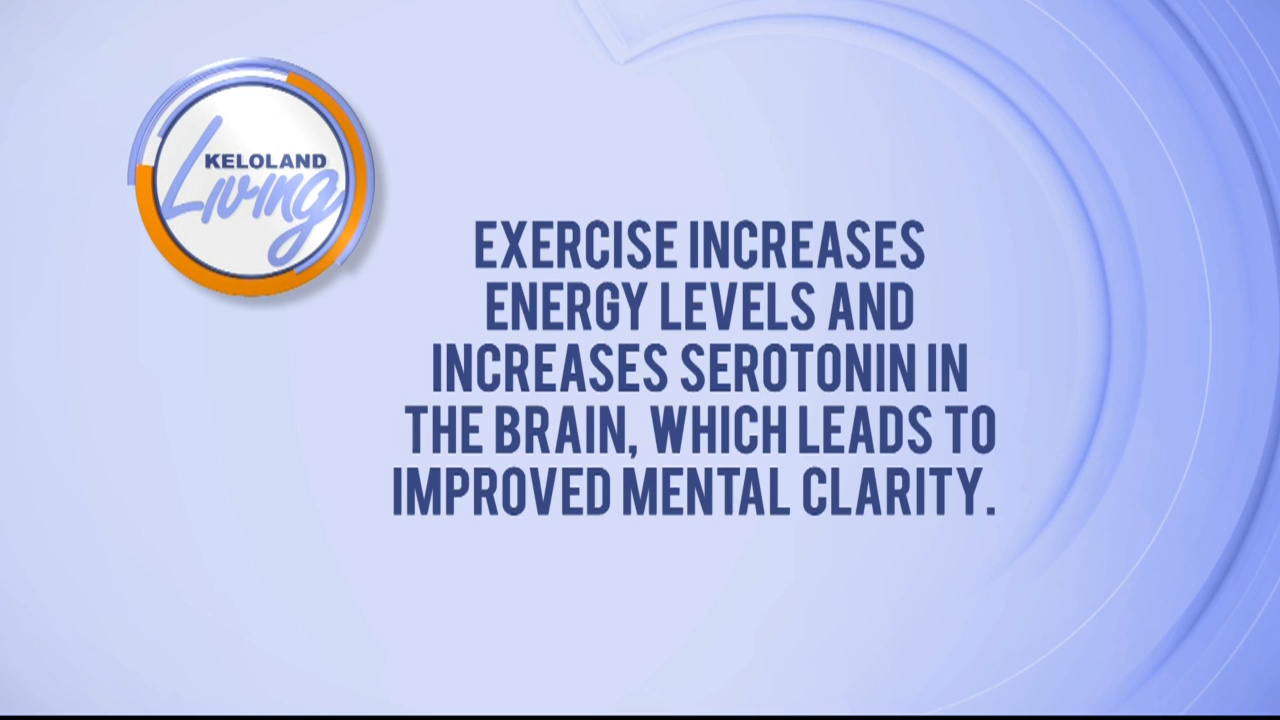 KELOLAND
Living
EXERCISE INCREASES
ENERGY LEVELS AND
INCREASES SEROTONIN IN
THE BRAIN, WHICH LEADS TO
IMPROVED MENTAL CLARITY.